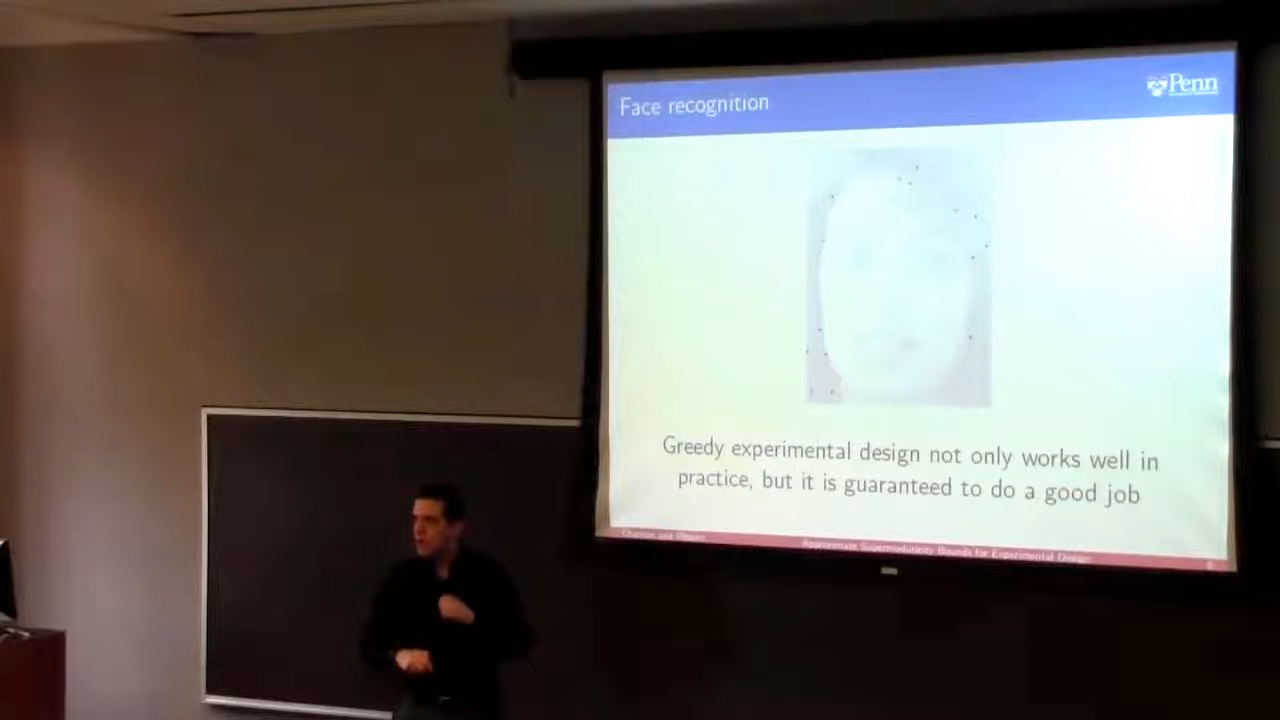 Face recognition
Penn
Greedy experimental design not only works well in
practice, but it is guaranteed to do a good job
Approximate Supermodularity Bounds for Experimental Design